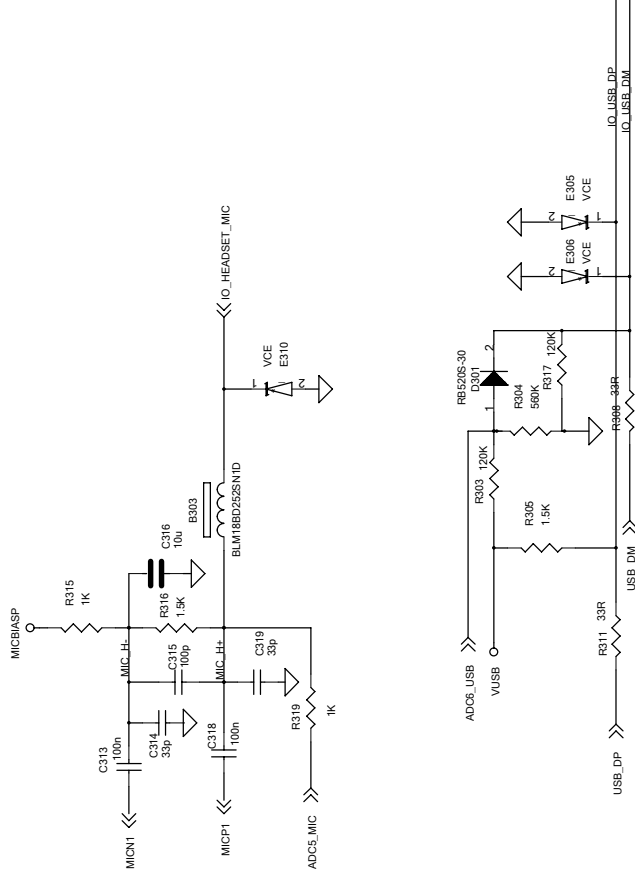 MICBIASP
R315
1K
C316
10u
MIC_H-
R316
1.5K
C315
100p
MIC_H+
C313
100n
C314
33p
C318
100n
C319
33p
R319
1K
MICN1
MICP1
ADC5_MIC
B303
BLM18BD252SN1D
VCE
E310
1
2
IO_HEADSET_MIC
IO_USB_DP
IO_USB_DM
E305
VCE
2
1
E306
VCE
2
1
RB520S-30
D301
1
2
R304
560K
R317
120K
R303
120K
R305
1.5K
R308
33R
R311
33R
ADC6_USB
VUSB
USB_DM
USB_DP